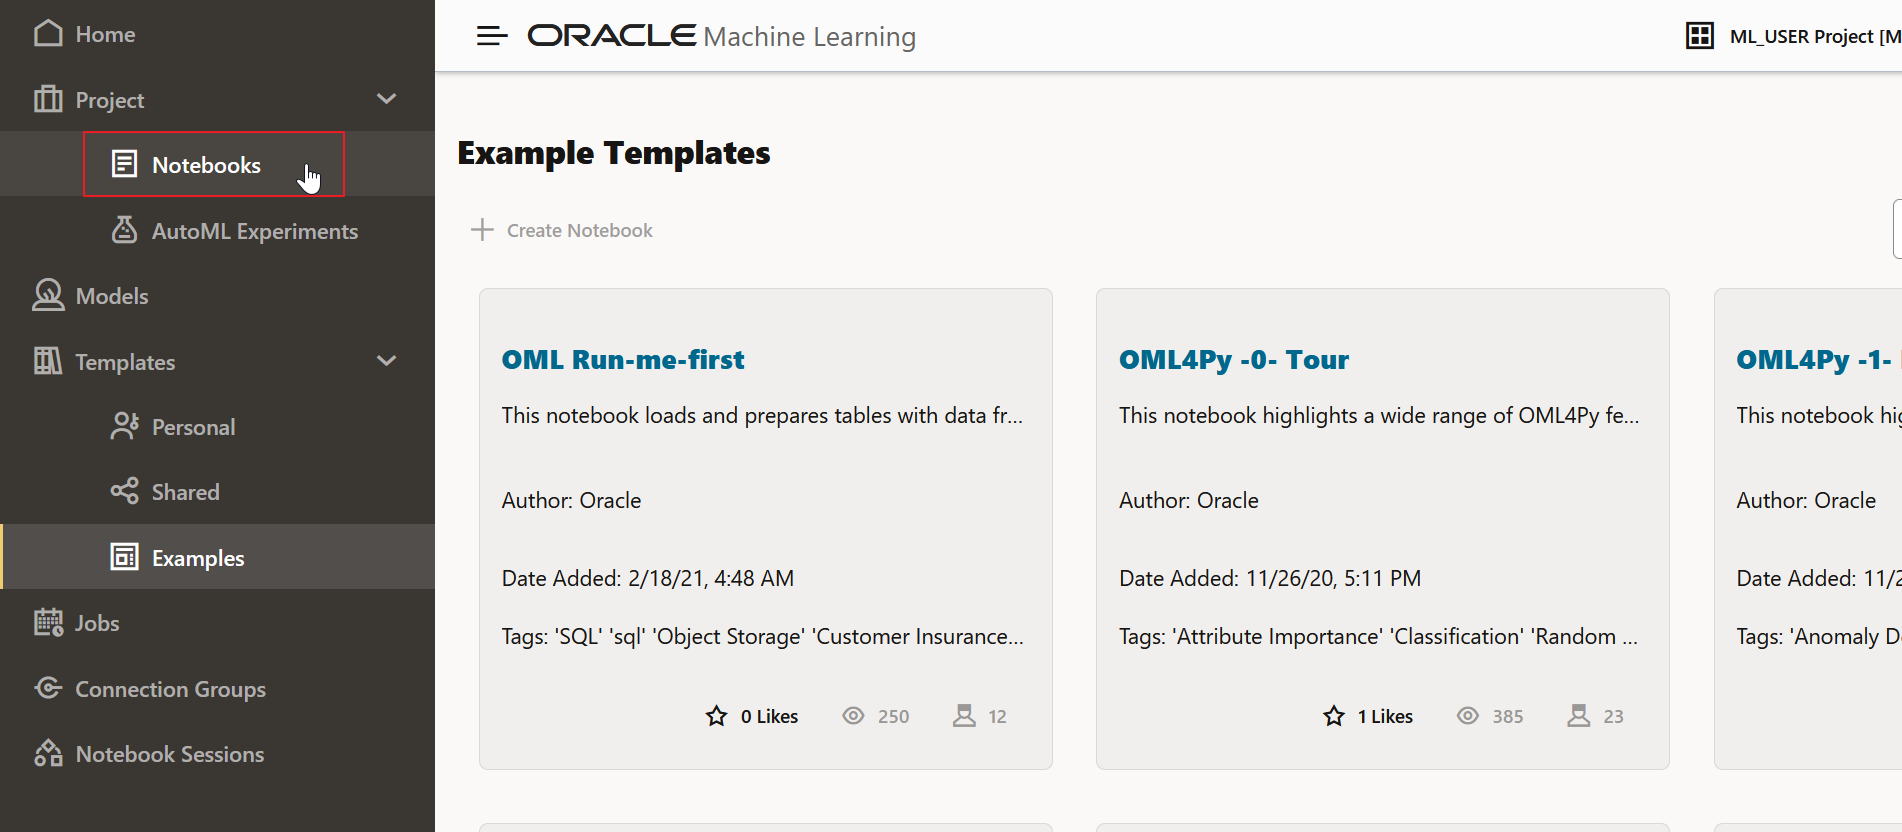 Home
Project
Notebooks
AutoML Experiments
Models
Templates
Personal
Shared
Examples
Jobs
Connection Groups
Notebook Sessions
ORACLE Machine Learning
ML_USER Project [M
Example Templates
Create Notebook
OML Run-me-first
This notebook loads and prepares tables with data fr...
Author: Oracle
Date Added: 2/18/21, 4:48 AM
Tags: 'SQL' 'sql' 'Object Storage' 'Customer Insurance...
0 Likes 250 12
OML4Py -0- Tour
This notebook highlights a wide range of OML4Py fe...
Author: Oracle
Date Added: 11/26/20, 5:11 PM
Tags: 'Attribute Importance' 'Classification' 'Random ...
1 Likes 385 23
OML4Py -1-
This notebook hig
Author: Oracle
Date Added: 11/2
Tags: 'Anomaly D